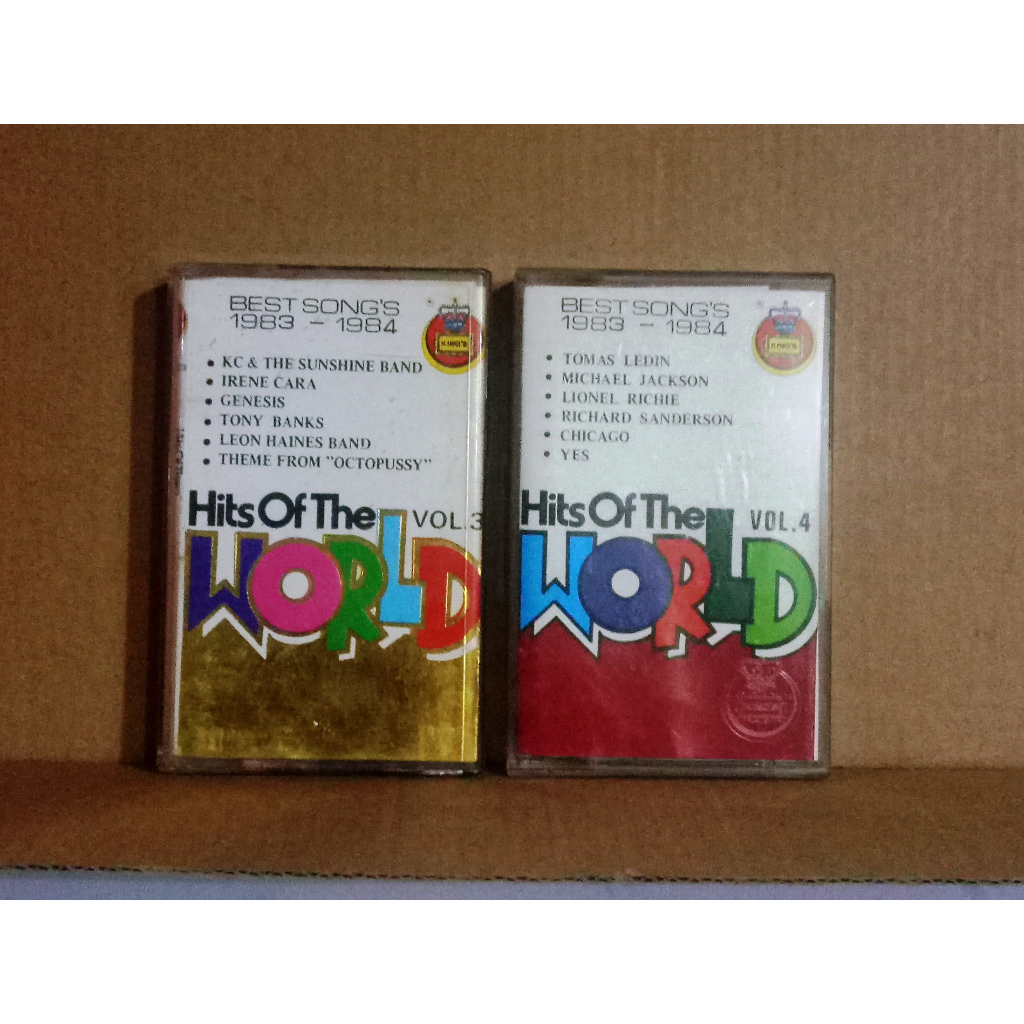 BEST SONG'S
1983 - 1984
• KC & THE SUNSHINE BAND
• IRENE CARA
• GENESIS
• TONY BANKS
• LEON HAINES BAND
• THEME FROM "OCTOPUSSY"
Hits Of The VOL.3
WORLD
BEST SONG'S
1983 - 1984
• TOMAS LEDIN
• MICHAEL JACKSON
• LIONEL RICHIE
• RICHARD SANDERSON
• CHICAGO
• YES
Hits Of The VOL.4
WORLD